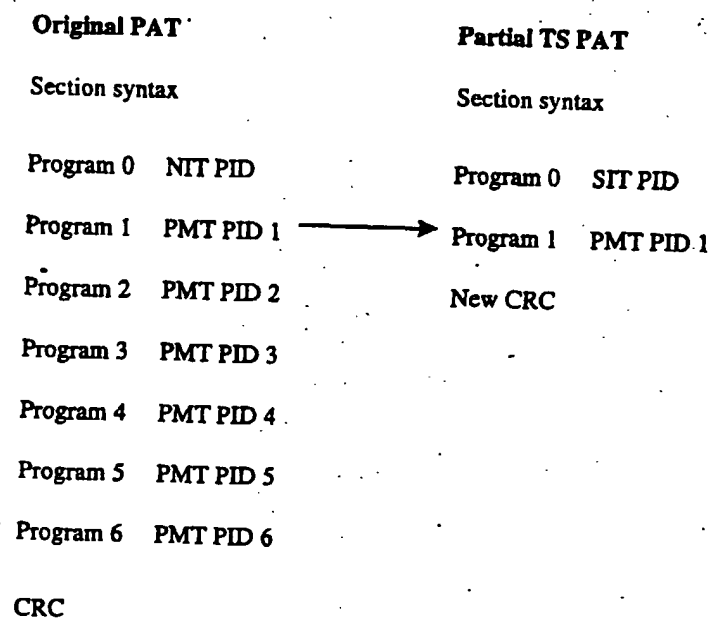 Original PAT
Section syntax
Program 0 NIT PID
Program 1 PMT PID 1
Program 2 PMT PID 2
Program 3 PMT PID 3
Program 4 PMT PID 4
Program 5 PMT PID 5
Program 6 PMT PID 6
CRC
Partial TS PAT
Section syntax
Program 0 SIT PID
Program 1 PMT PID 1
New CRC